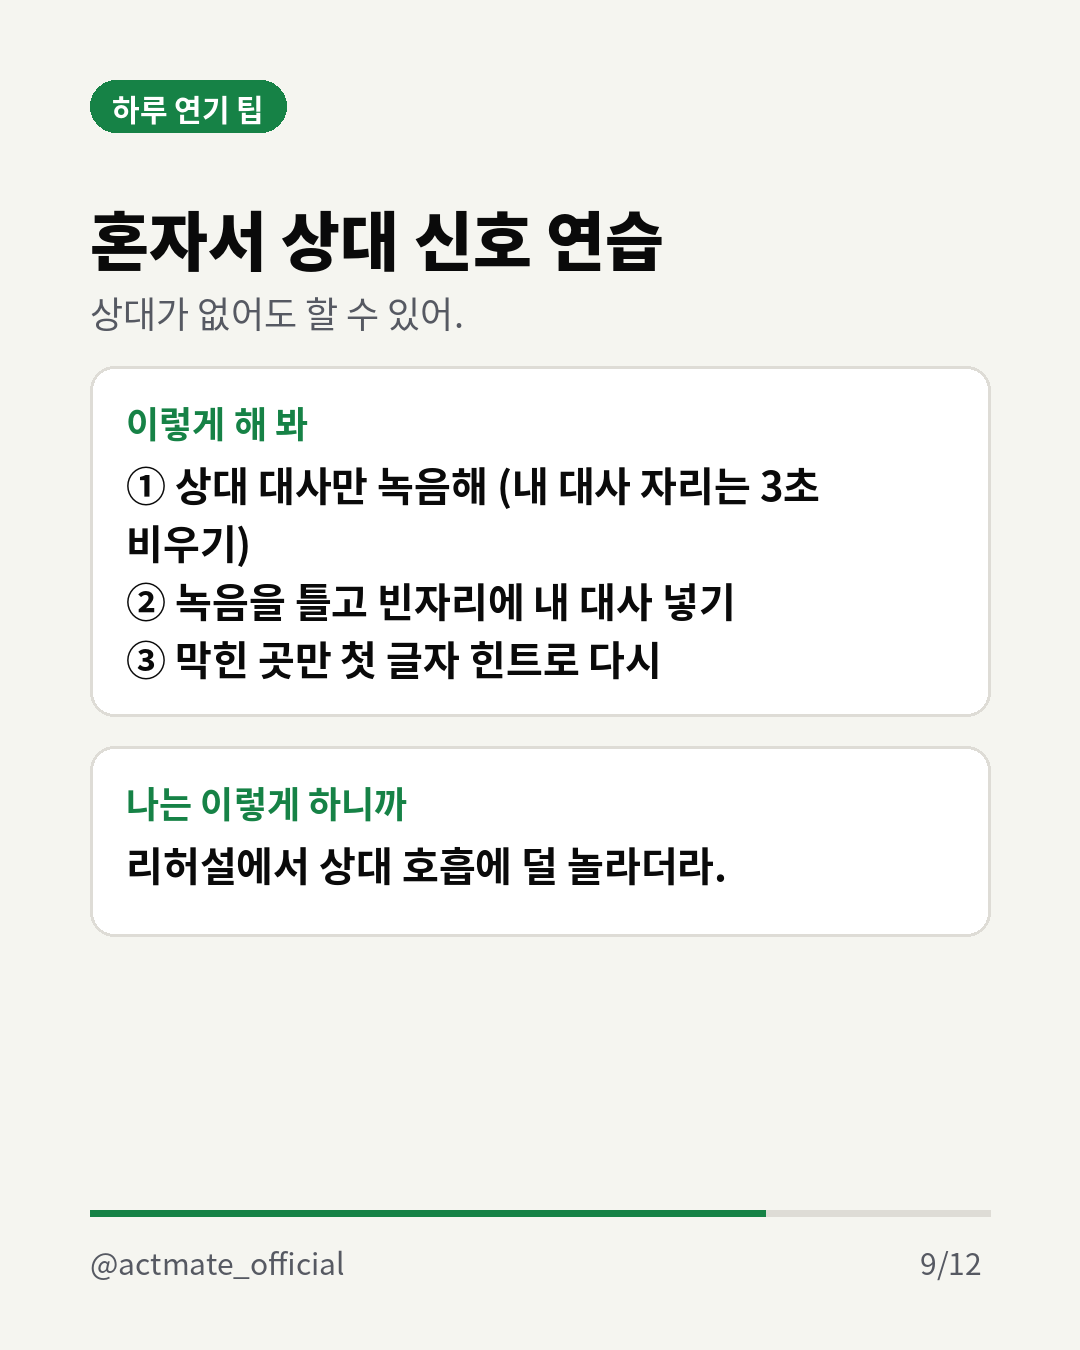 하루 연기 팁
혼자서 상대 신호 연습
상대가 없어도 할 수 있어.
이렇게 해 봐
① 상대 대사만 녹음해 (내 대사 자리는 3초
비우기)
② 녹음을 틀고 빈자리에 내 대사 넣기
③ 막힌 곳만 첫 글자 힌트로 다시
나는 이렇게 하니까
리허설에서 상대 호흡에 덜 놀라더라.
@actmate_official
9/12